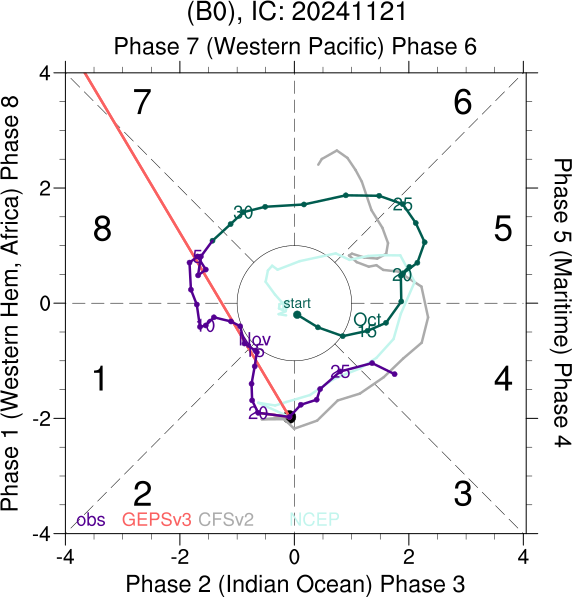 (B0), IC: 20241121
Phase 7 (Western Pacific) Phase 6
4
7
6
Phase 1 (Western Hem, Africa) Phase 8
2
30
25
8
5
5
Phase 5 (Maritime) Phase 4
20
start
0
Oct
15
10
Nov
15
1
4
25
-2
20
2
3
obs GEPSv3 CFSv2 NCEP
-4
-4 -2 0 2 4
Phase 2 (Indian Ocean) Phase 3